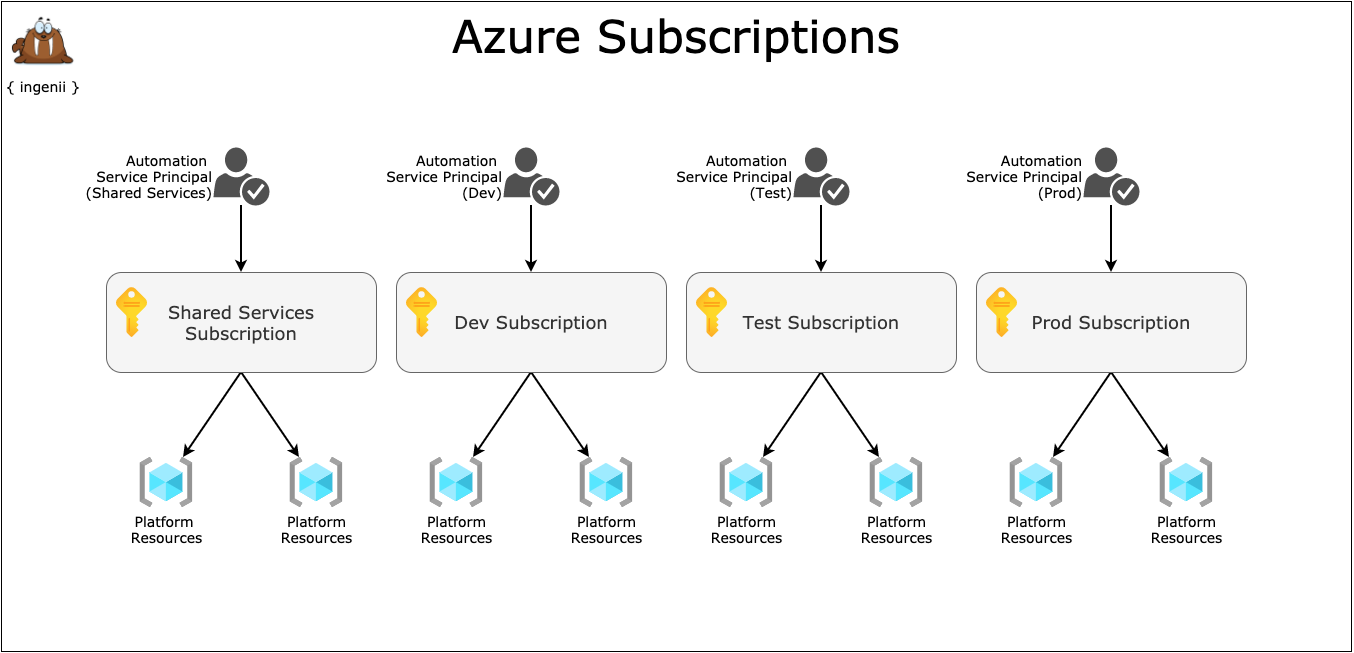 Azure Subscriptions
{ ingenii }
Automation
Service Principal
(Shared Services)
Automation
Service Principal
(Dev)
Automation
Service Principal
(Test)
Automation
Service Principal
(Prod)
Shared Services
Subscription
Dev Subscription
Test Subscription
Prod Subscription
Platform
Resources
Platform
Resources
Platform
Resources
Platform
Resources
Platform
Resources
Platform
Resources
Platform
Resources
Platform
Resources